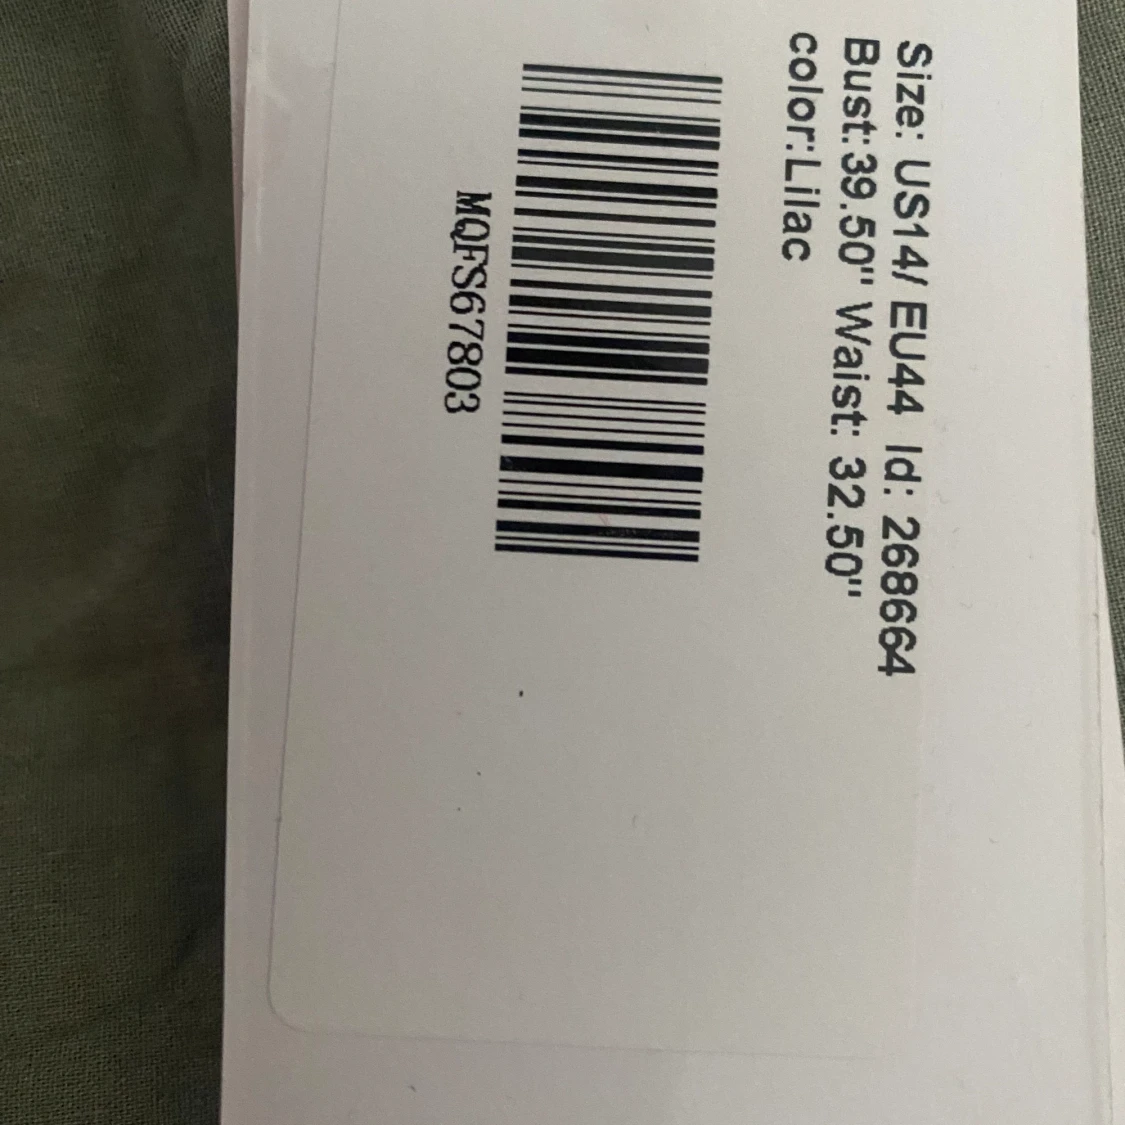 Size: US14/ EU44 Id: 268664
Bust:39.50" Waist: 32.50"
color:Lilac
MQFS67803